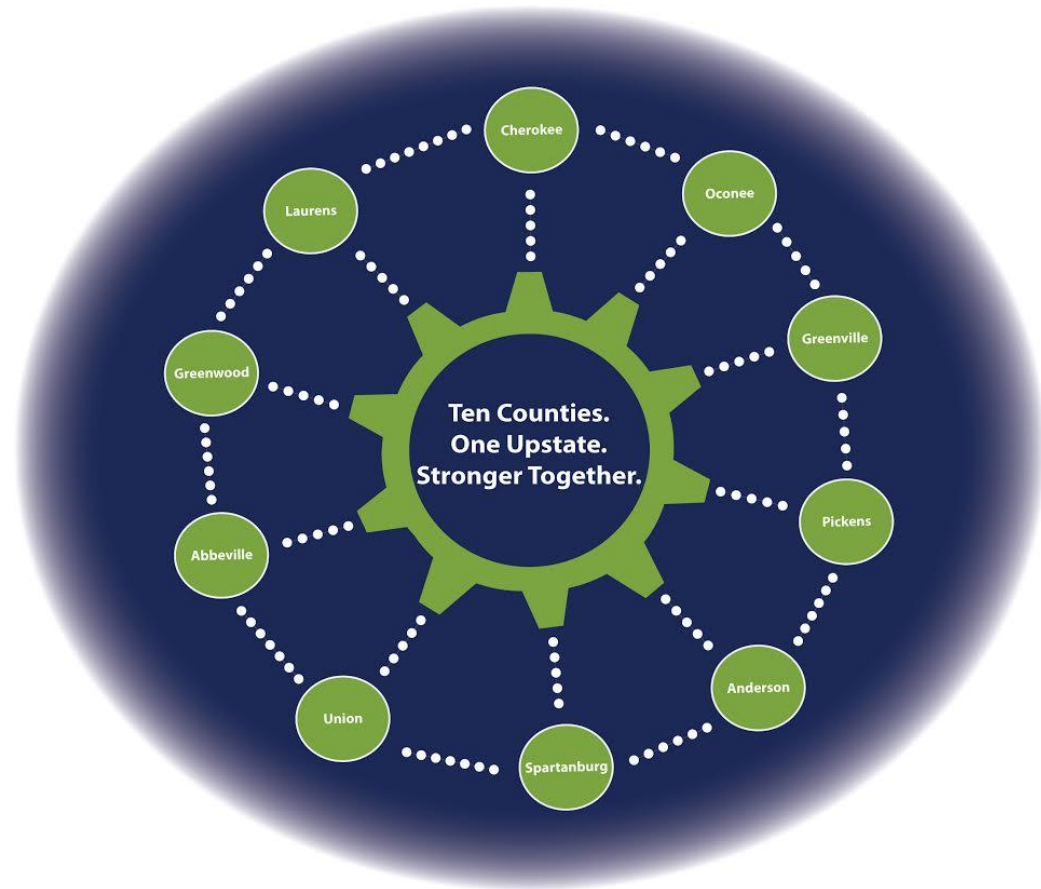 Cherokee
Oconee
Laurens
Greenville
Greenwood
Ten Counties.
One Upstate.
Stronger Together.
Pickens
Abbeville
Anderson
Union
Spartanburg